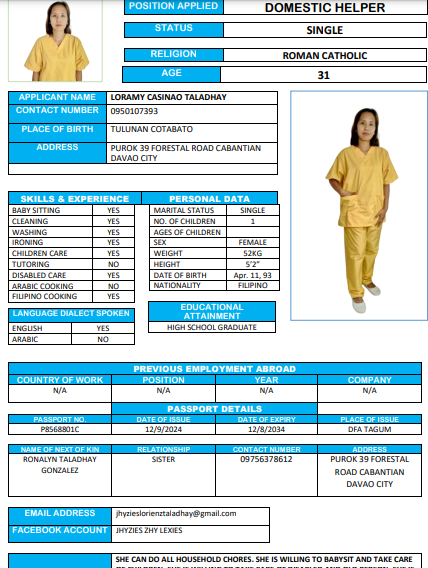 POSITION APPLIED DOMESTIC HELPER
STATUS SINGLE
RELIGION ROMAN CATHOLIC
AGE 31
APPLICANT NAME LORAMY CASINAO TALADHAY
CONTACT NUMBER 0950107393
PLACE OF BIRTH TULUNAN COTABATO
ADDRESS PUROK 39 FORESTAL ROAD CABANTIAN
DAVAO CITY
SKILLS & EXPERIENCE PERSONAL DATA
BABY SITTING YES MARITAL STATUS SINGLE
CLEANING YES NO. OF CHILDREN 1
WASHING YES AGES OF CHILDREN
IRONING YES SEX FEMALE
CHILDREN CARE YES WEIGHT 52KG
TUTORING NO HEIGHT 5'2"
DISABLED CARE YES DATE OF BIRTH Apr. 11, 93
ARABIC COOKING YES NATIONALITY FILIPINO
FILIPINO COOKING YES
EDUCATIONAL
ATTAINMENT
LANGUAGE DIALECT SPOKEN
ENGLISH YES HIGH SCHOOL GRADUATE
ARABIC NO
PREVIOUS EMPLOYMENT ABROAD
COUNTRY OF WORK POSITION YEAR COMPANY
N/A N/A N/A N/A
PASSPORT DETAILS
PASSPORT NO. DATE OF ISSUE DATE OF EXPIRY PLACE OF ISSUE
P8568801C 12/9/2024 12/8/2034 DFA TAGUM
NAME OF NEXT OF KIN RELATIONSHIP CONTACT NUMBER ADDRESS
RONALYN TALADHAY SISTER 09756378612 PUROK 39 FORESTAL
GONZALEZ ROAD CABANTIAN
DAVAO CITY
EMAIL ADDRESS jhyzieslorienztaladhay@gmail.com
FACEBOOK ACCOUNT JHYZIES ZHY LEXIES
SHE CAN DO ALL HOUSEHOLD CHORES. SHE IS WILLING TO BABYSIT AND TAKE CARE